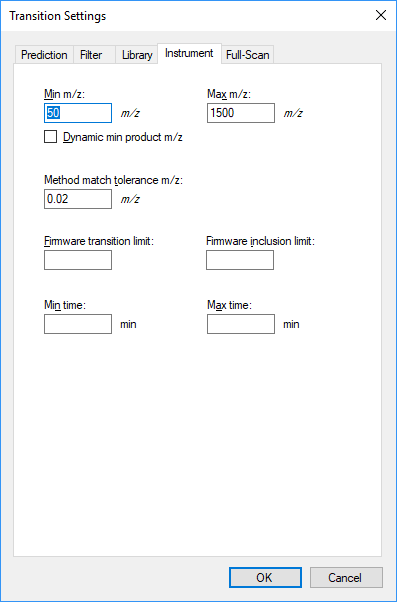 Transition Settings
Prediction Filter Library Instrument Full-Scan
Min m/z: Max m/z:
50 m/z 1500 m/z
Dynamic min product m/z
Method match tolerance m/z:
0.02 m/z
Firmware transition limit: Firmware inclusion limit:
Min time: Max time:
min min
OK Cancel